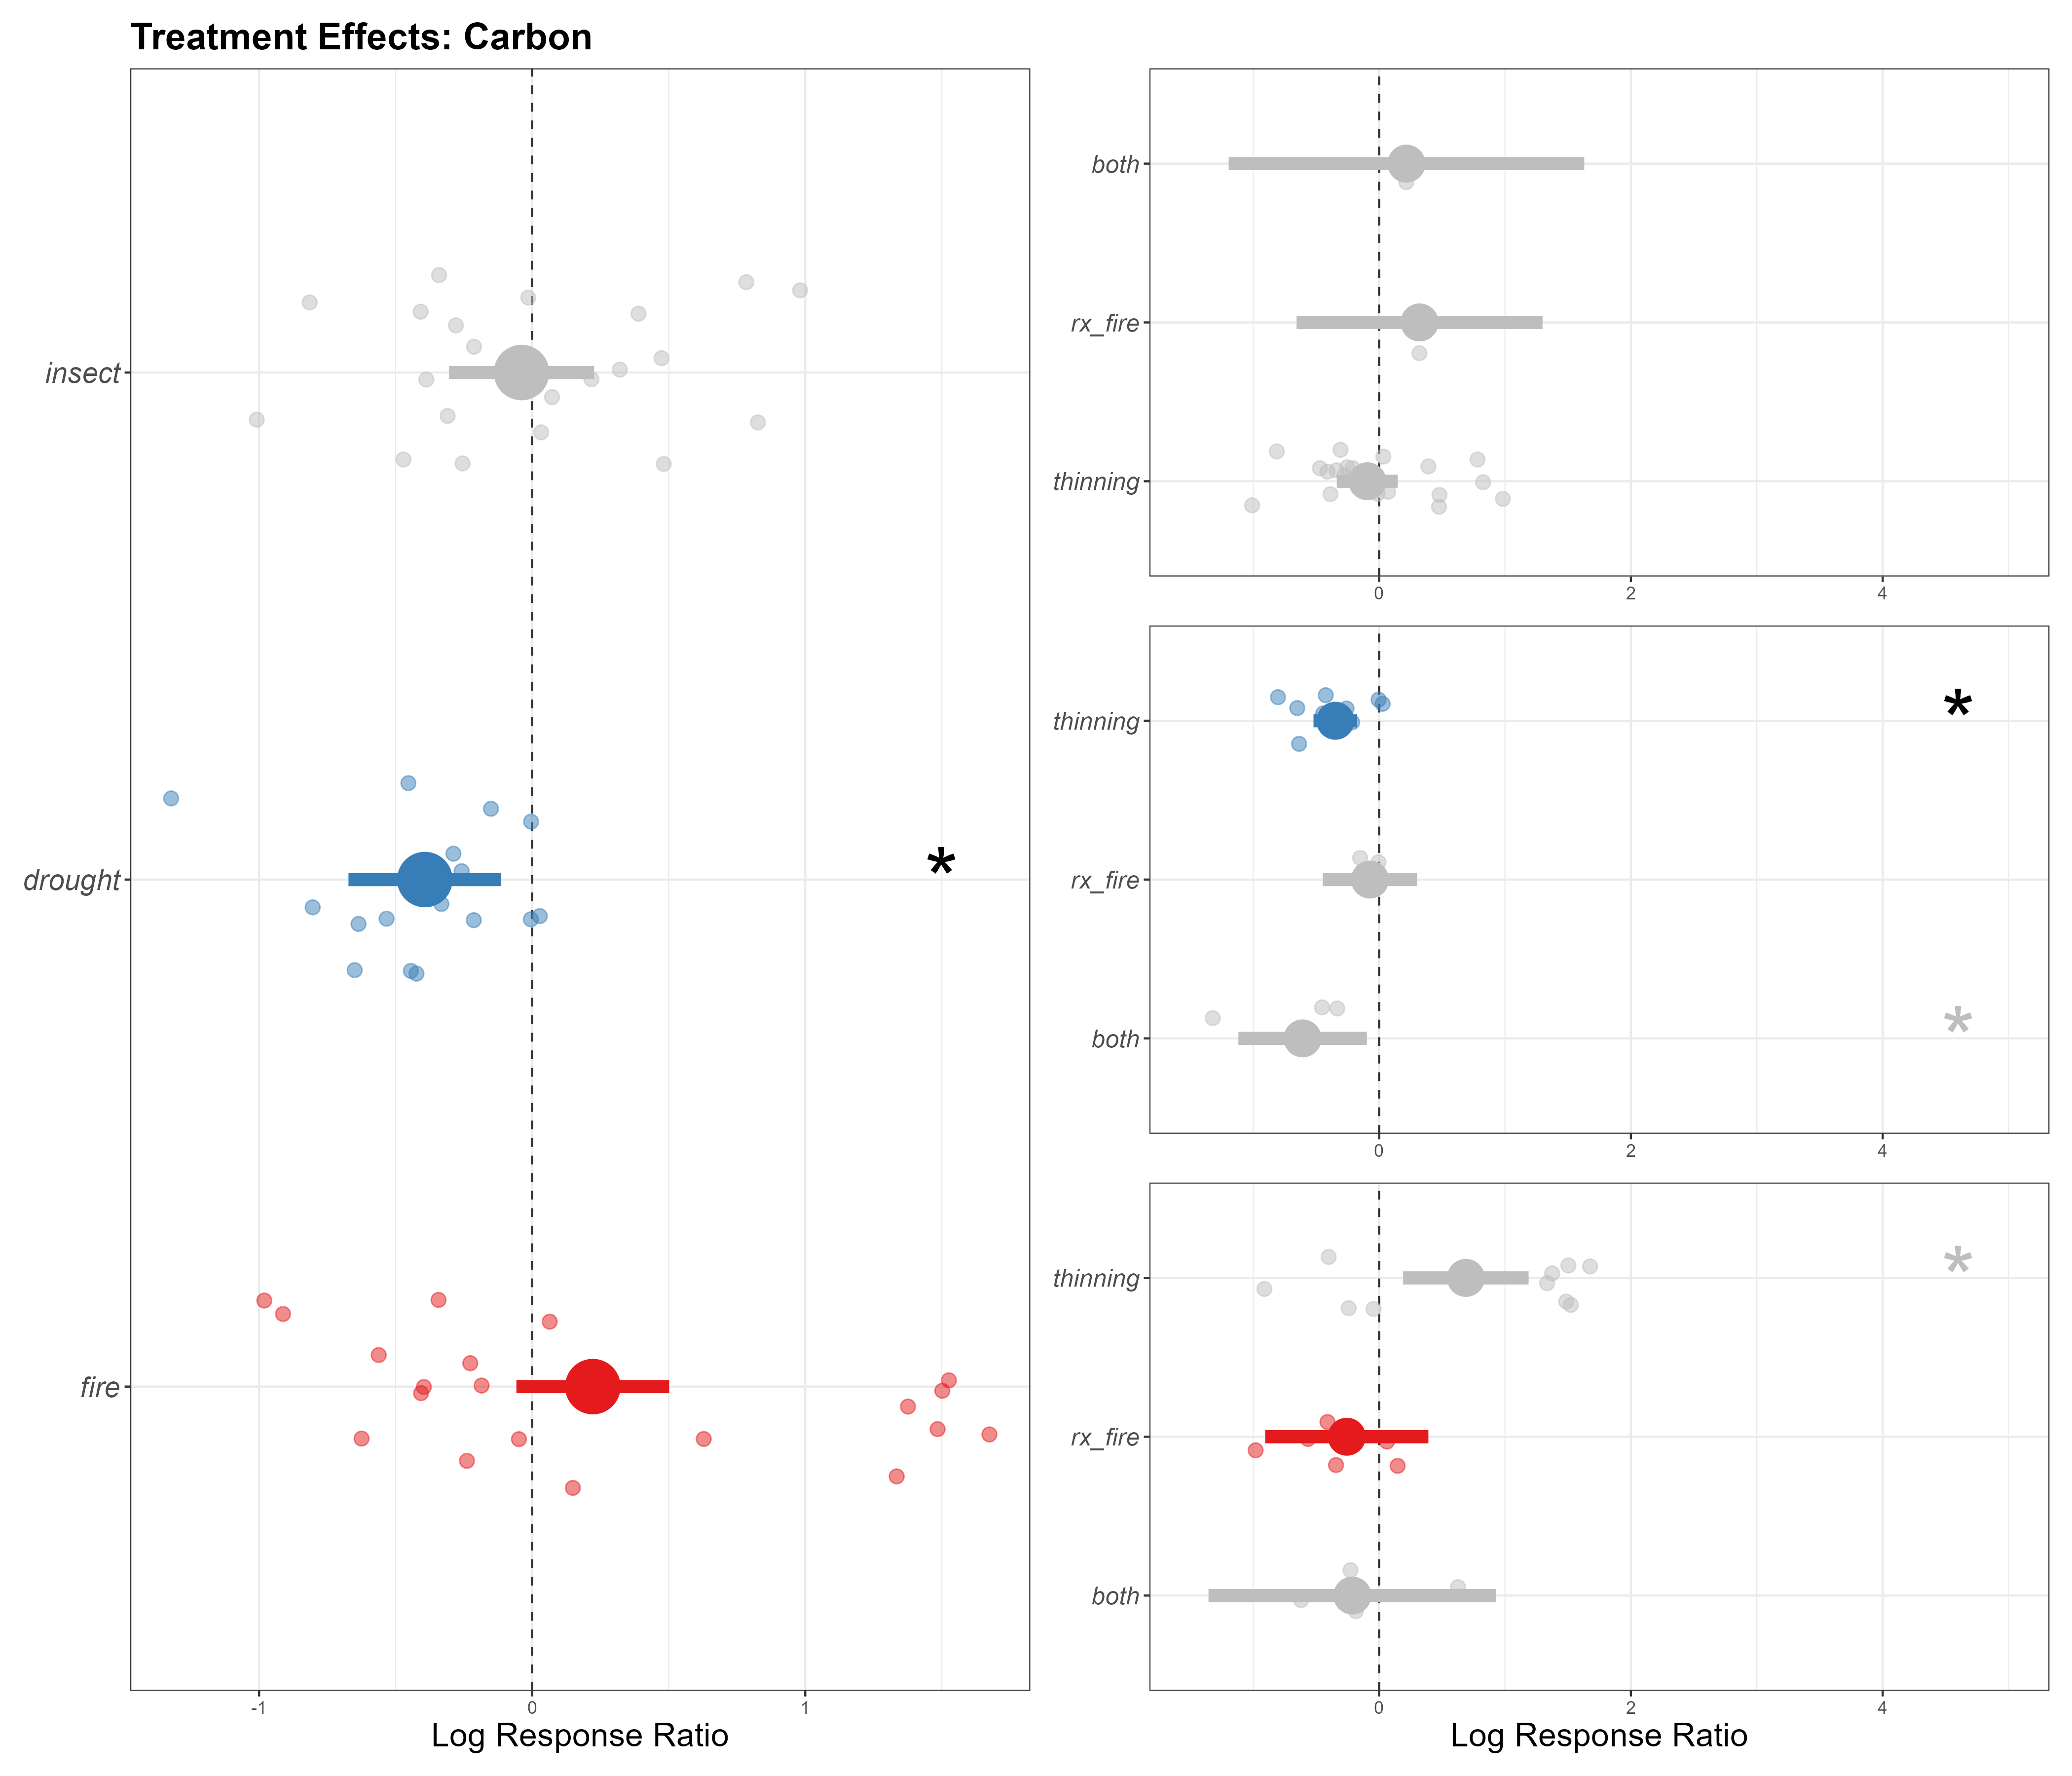 Treatment Effects: Carbon
insect
drought
*
fire
-1 0 1
Log Response Ratio
both
rx_fire
thinning
0 2 4
thinning
*
rx_fire
both
*
0 2 4
thinning
*
rx_fire
both
0 2 4
Log Response Ratio